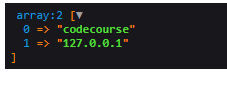 array:2 [▼
  0 => "codecourse"
  1 => "127.0.0.1"
]